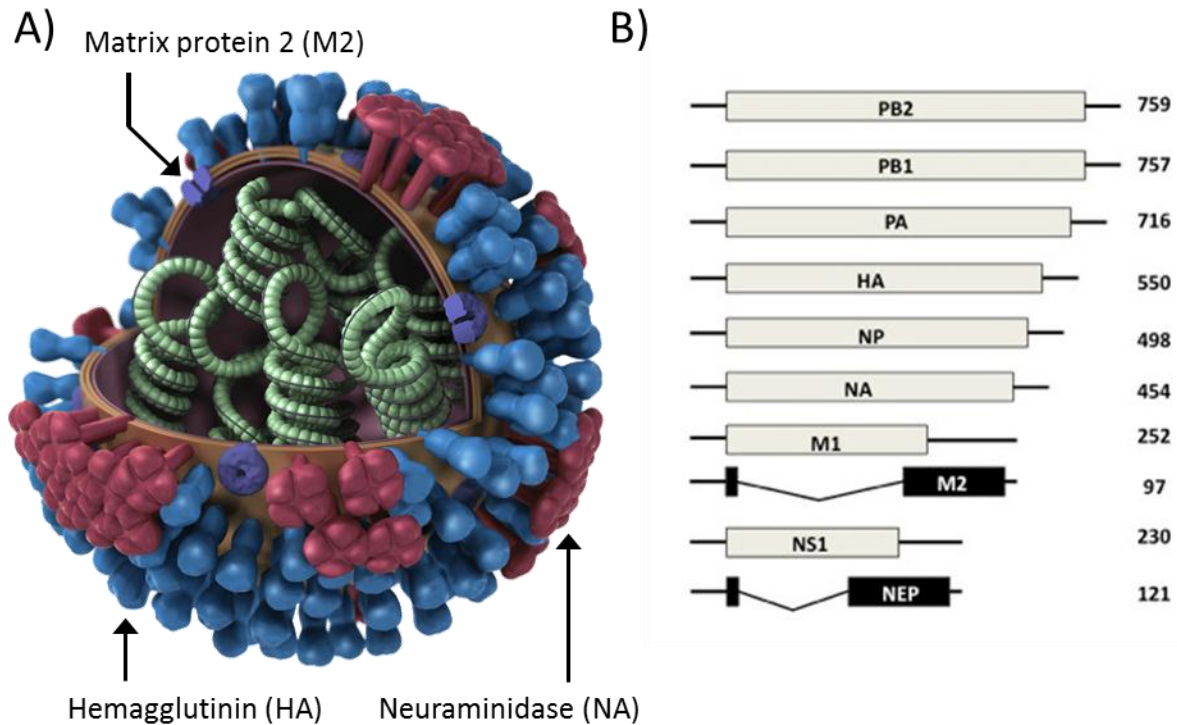 A)
Matrix protein 2 (M2)
Hemagglutinin (HA)
Neuraminidase (NA)
B)
PB2 759
PB1 757
PA 716
HA 550
NP 498
NA 454
M1 252
M2 97
NS1 230
NEP 121